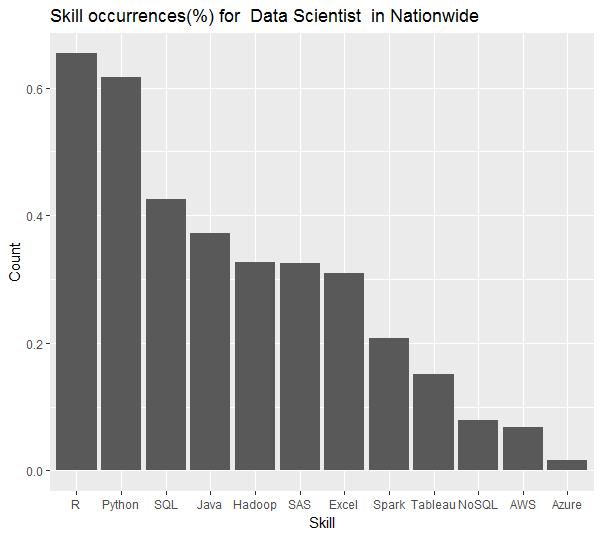 Skill occurrences(%) for  Data Scientist  in Nationwide
0.6
0.4
0.2
0.0
Count
R Python SQL Java Hadoop SAS Excel Spark Tableau NoSQL AWS Azure
Skill